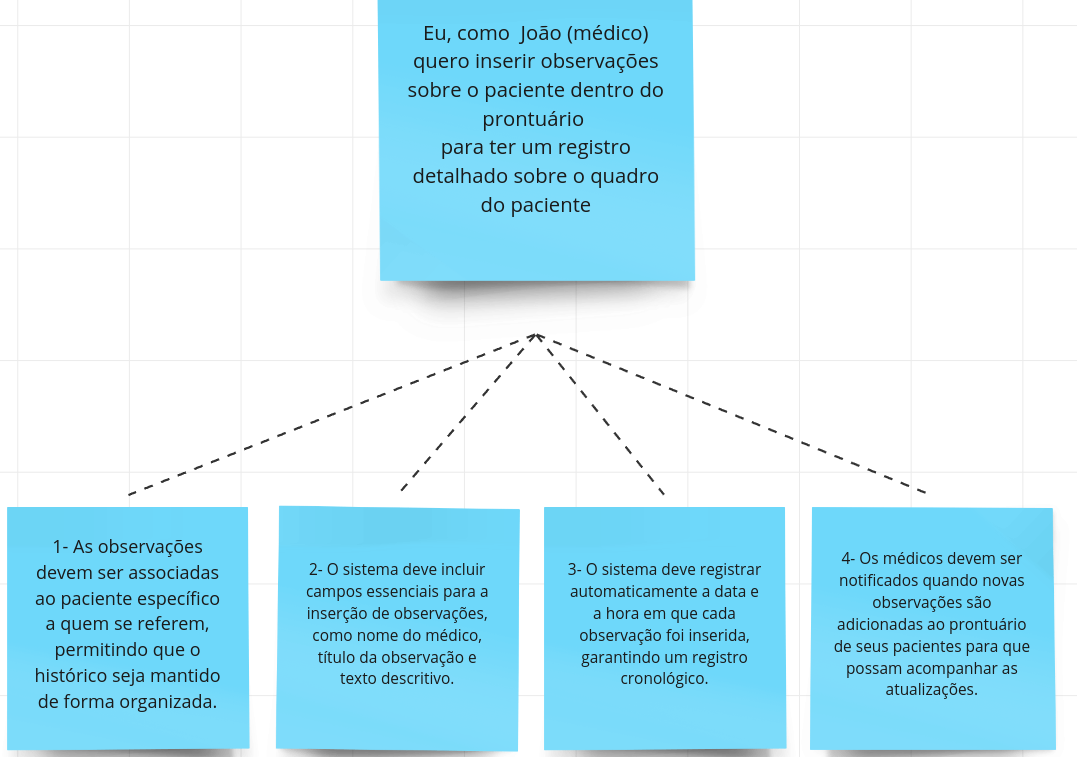 Eu, como  João (médico)
quero inserir observações
sobre o paciente dentro do
prontuário
para ter um registro
detalhado sobre o quadro
do paciente
1- As observações
devem ser associadas
ao paciente específico
a quem se referem,
permitindo que o
histórico seja mantido
de forma organizada.
2- O sistema deve incluir
campos essenciais para a
inserção de observações,
como nome do médico,
título da observação e
texto descritivo.
3- O sistema deve registrar
automaticamente a data e
a hora em que cada
observação foi inserida,
garantindo um registro
cronológico.
4- Os médicos devem ser
notificados quando novas
observações são
adicionadas ao prontuário
de seus pacientes para que
possam acompanhar as
atualizações.